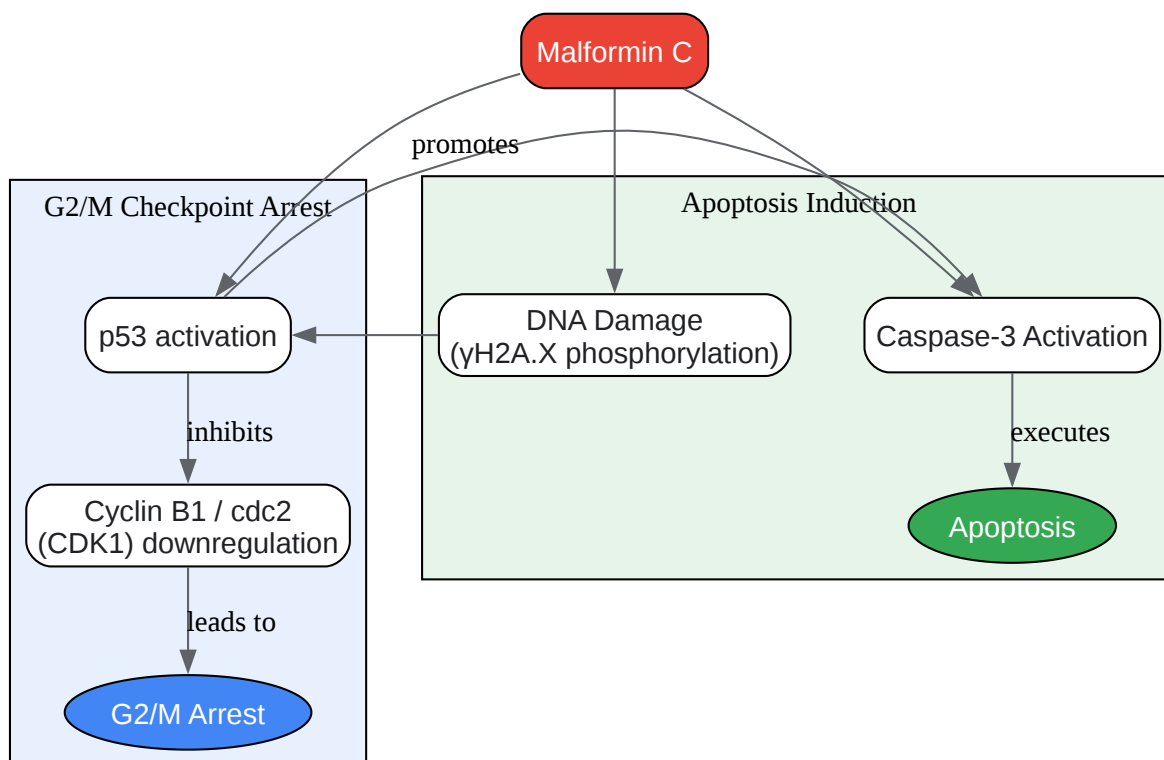 Malformin C
promotes
G2/M Checkpoint Arrest
Apoptosis Induction
p53 activation
DNA Damage
(γH2A.X phosphorylation)
Caspase-3 Activation
inhibits
executes
Cyclin B1 / cdc2
(CDK1) downregulation
Apoptosis
leads to
G2/M Arrest